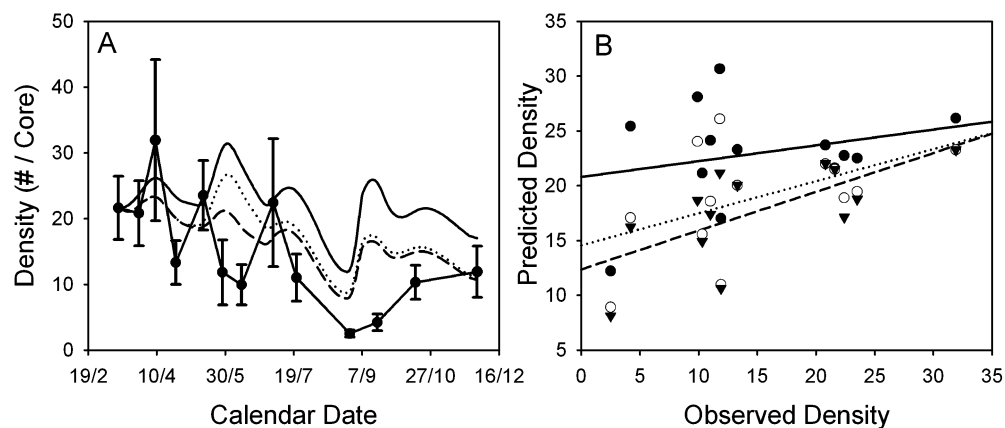 A
B
Density (# / Core)
50
40
30
20
10
0
19/2 10/4 30/5 19/7 7/9 27/10 16/12
Calendar Date
Predicted Density
35
30
25
20
15
10
5
0 5 10 15 20 25 30 35
Observed Density